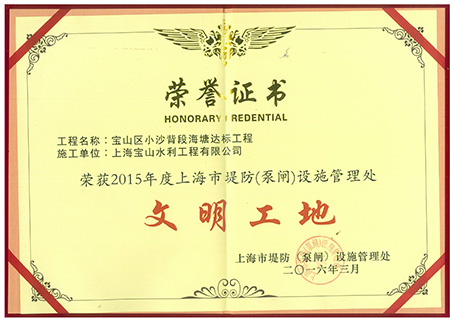 荣誉证书
HONORARY CREDENTIAL
工程名称：宝山区小沙背段海塘达标工程
施工单位：上海宝山水利工程有限公司
荣获2015年度上海市堤防(泵闸)设施管理处
文明工地
上海市堤防（泵闸）设施管理处
二〇一六年三月